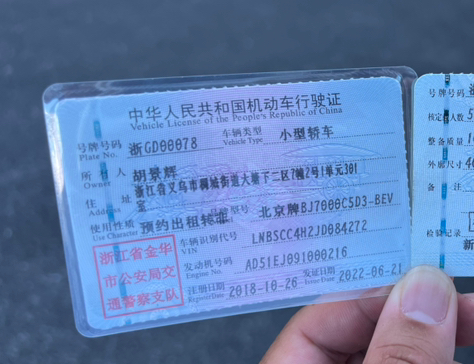 中华人民共和国机动车行驶证
Vehicle License of the People's Republic of China
号牌号码 浙GD00078 车辆类型 小型轿车
Plate No. Vehicle Type
所有人 胡景辉
Owner
住址 浙江省义乌市稠城街道大塘下二区7幢2号1单元301
Address 室
使用性质 预约出租转非 品牌型号 北京牌BJ7000C5D3-BEV
Use Character
车辆识别代号 LNBSCC4H2JD084272
VIN
发动机号码 AD51EJ091000216
Engine No.
注册日期 2018-10-26 发证日期 2022-06-21
Register Date Issue Date
浙江省金华
市公安局交
通警察支队
号牌号码
核定载人数 5
整备质量
外廓尺寸
备注
检验记录